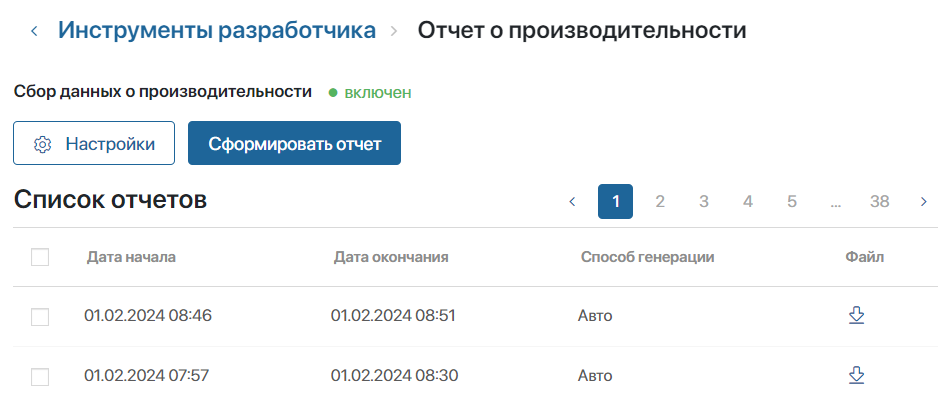 Инструменты разработчика Отчет о производительности
Сбор данных о производительности включен
Настройки Сформировать отчет
Список отчетов 1 2 3 4 5 ... 38
Дата начала Дата окончания Способ генерации Файл
01.02.2024 08:46 01.02.2024 08:51 Авто
01.02.2024 07:57 01.02.2024 08:30 Авто